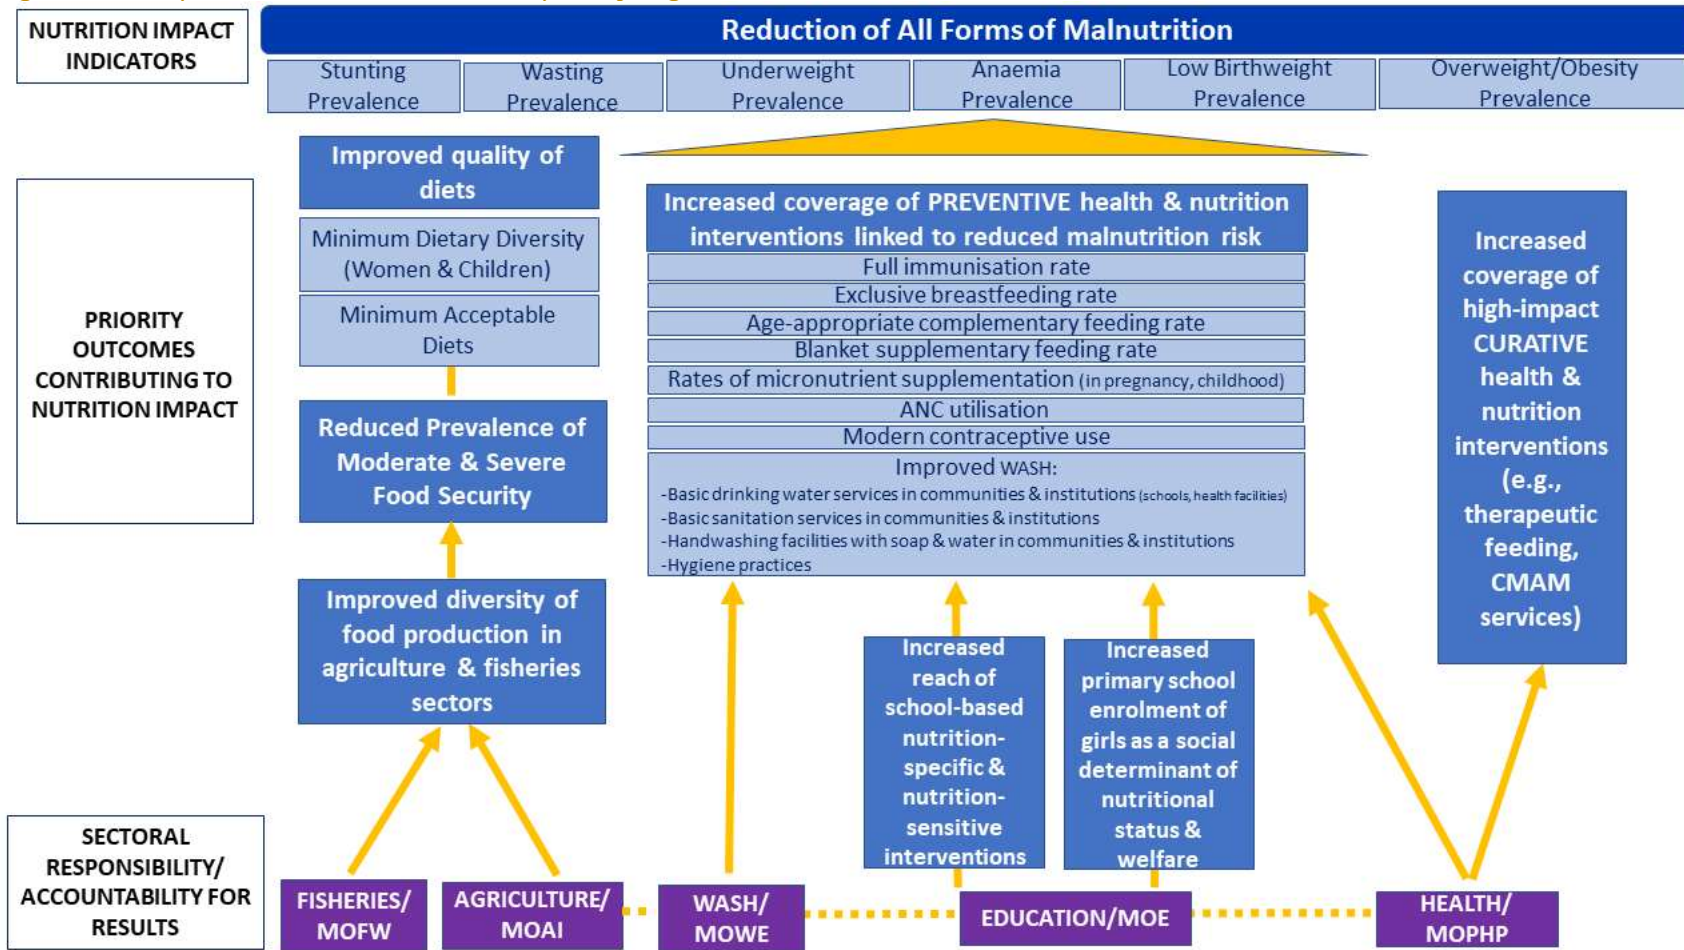 NUTRITION IMPACT
INDICATORS
Reduction of All Forms of Malnutrition
Stunting
Prevalence
Wasting
Prevalence
Underweight
Prevalence
Anaemia
Prevalence
Low Birthweight
Prevalence
Overweight/Obesity
Prevalence
PRIORITY
OUTCOMES
CONTRIBUTING TO
NUTRITION IMPACT
Improved quality of
diets
Minimum Dietary Diversity
(Women & Children)
Minimum Acceptable
Diets
Reduced Prevalence of
Moderate & Severe
Food Security
Improved diversity of
food production in
agriculture & fisheries
sectors
Increased coverage of PREVENTIVE health & nutrition
interventions linked to reduced malnutrition risk
Full immunisation rate
Exclusive breastfeeding rate
Age-appropriate complementary feeding rate
Blanket supplementary feeding rate
Rates of micronutrient supplementation (in pregnancy, childhood)
ANC utilisation
Modern contraceptive use
Improved WASH:
-Basic drinking water services in communities & institutions (schools, health facilities)
-Basic sanitation services in communities & institutions
-Handwashing facilities with soap & water in communities & institutions
-Hygiene practices
Increased
reach of
school-based
nutrition-
specific &
nutrition-
sensitive
interventions
Increased
primary school
enrolment of
girls as a social
determinant of
nutritional
status &
welfare
Increased
coverage of
high-impact
CURATIVE
health &
nutrition
interventions
(e.g.,
therapeutic
feeding,
CMAM
services)
SECTORAL
RESPONSIBILITY/
ACCOUNTABILITY FOR
RESULTS
FISHERIES/
MOFW
AGRICULTURE/
MOAI
WASH/
MOWE
EDUCATION/MOE
HEALTH/
MOPHP